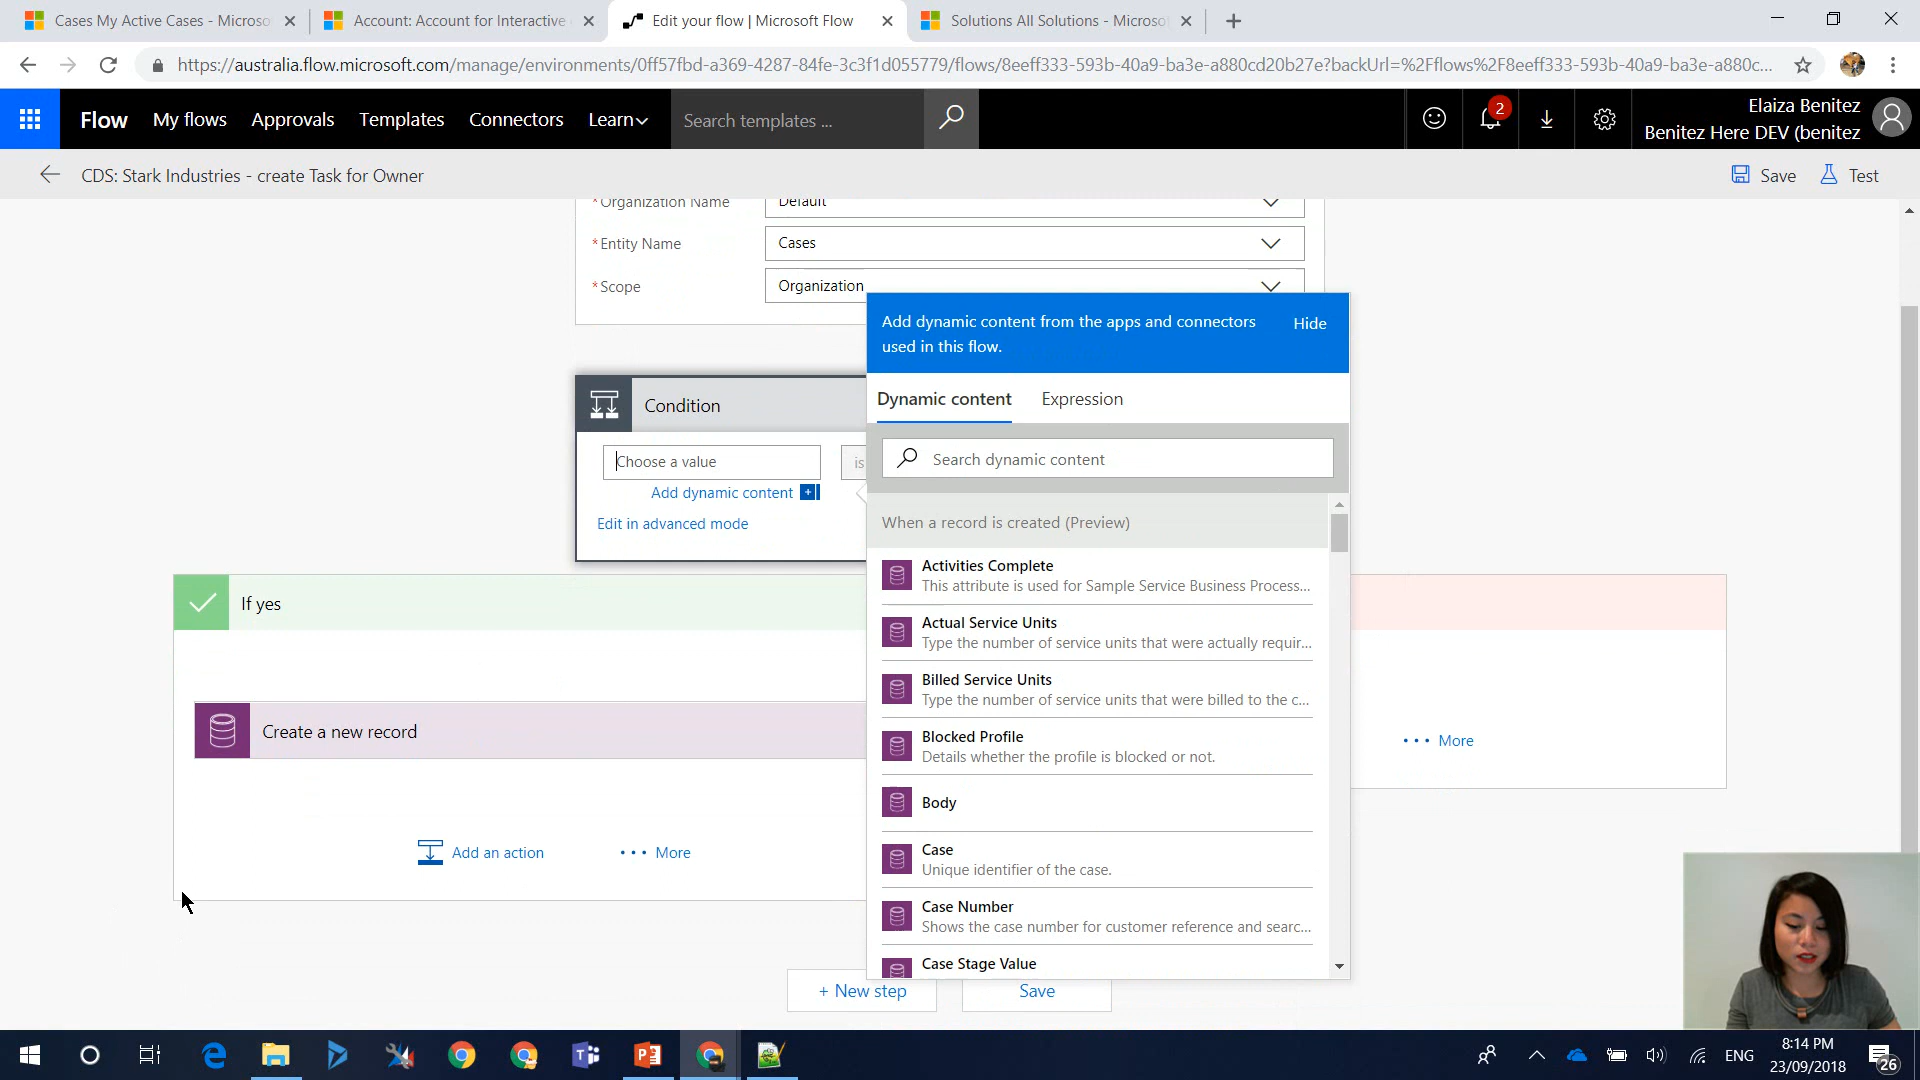 Cases My Active Cases - Microso
Account: Account for Interactive
Edit your flow | Microsoft Flow
Solutions All Solutions - Microso
https://australia.flow.microsoft.com/manage/environments/0ff57fbd-a369-4287-84fe-3c3f1d055779/flows/8eeff333-593b-40a9-ba3e-a880cd20b27e?backUrl=%2Fflows%2F8eeff333-593b-40a9-ba3e-a880c...
Flow
My flows
Approvals
Templates
Connectors
Learn
Search templates ...
2
Elaiza Benitez
Benitez Here DEV (benitez
CDS: Stark Industries - create Task for Owner
Save
Test
*Organization Name
Default
*Entity Name
Cases
*Scope
Organization
Add dynamic content from the apps and connectors
used in this flow.
Hide
Dynamic content
Expression
Condition
Choose a value
is
Search dynamic content
Add dynamic content
Edit in advanced mode
When a record is created (Preview)
Activities Complete
This attribute is used for Sample Service Business Process...
Actual Service Units
Type the number of service units that were actually requir...
Billed Service Units
Type the number of service units that were billed to the c...
Blocked Profile
Details whether the profile is blocked or not.
Body
Case
Unique identifier of the case.
Case Number
Shows the case number for customer reference and searc...
Case Stage Value
If yes
Create a new record
Add an action
More
More
+ New step
Save
ENG
8:14 PM
23/09/2018
26